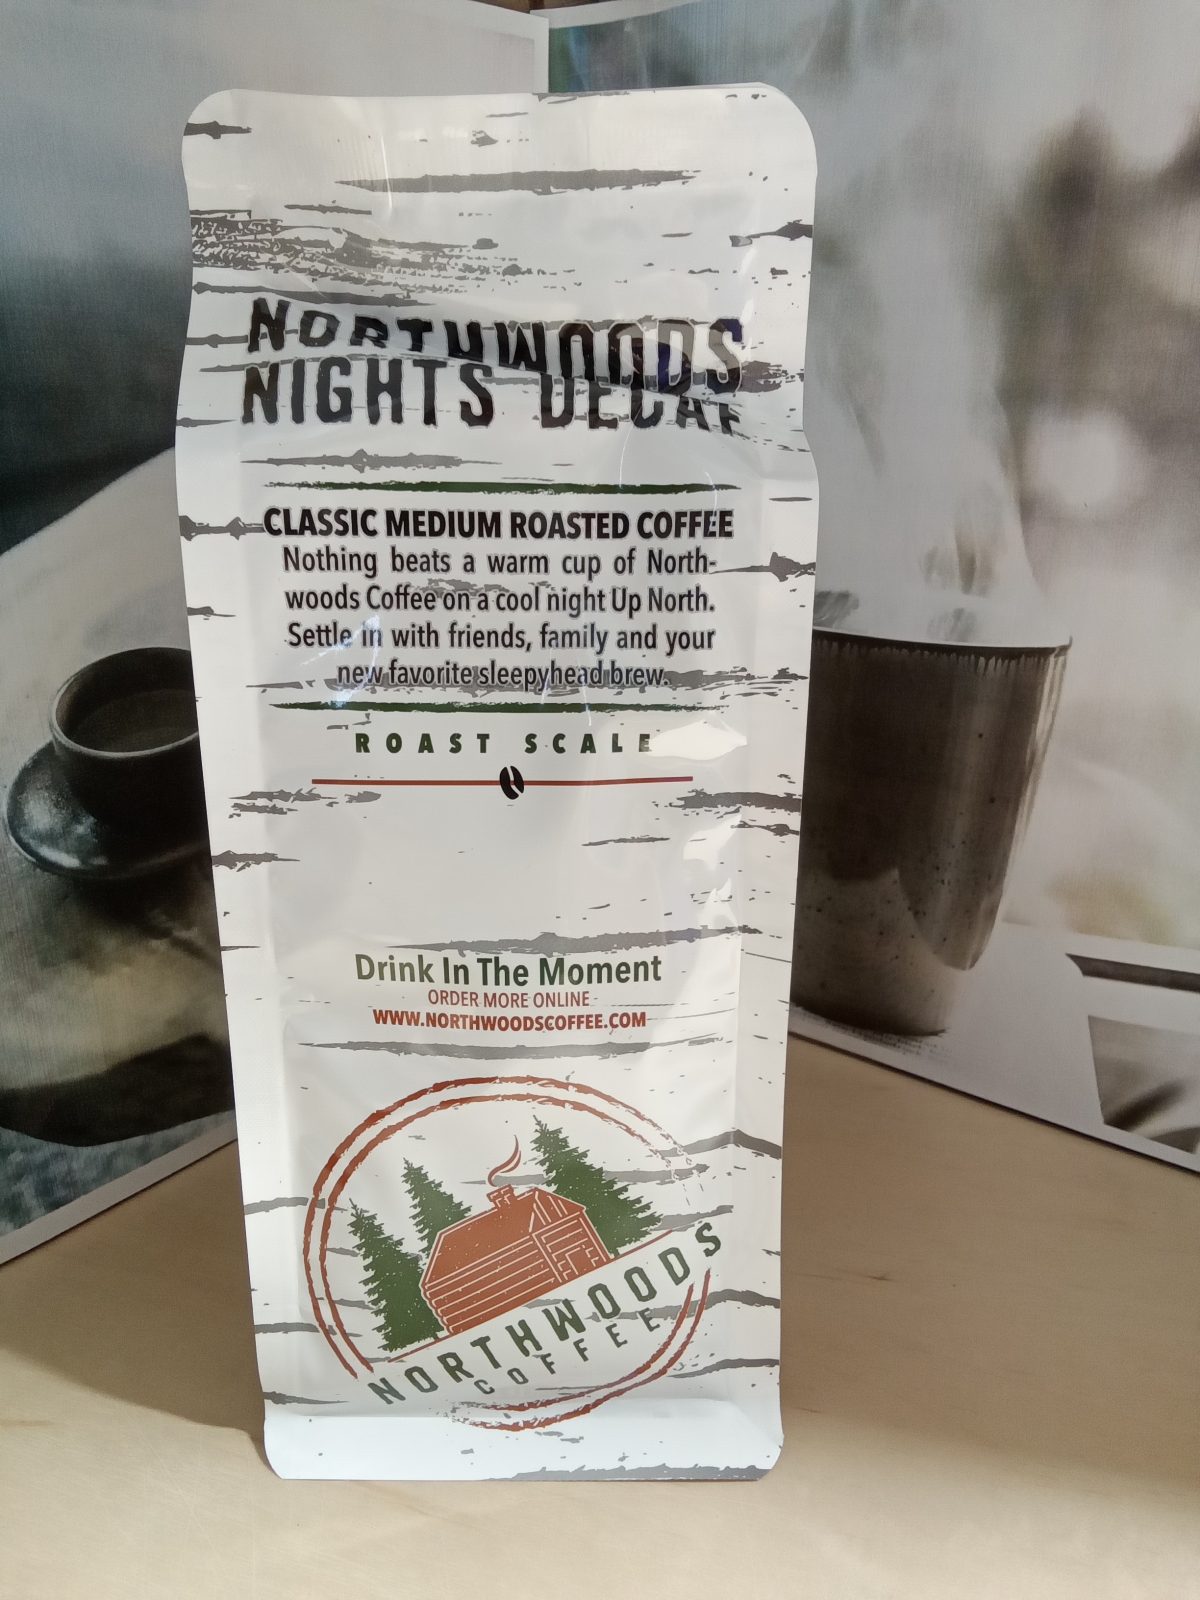 NORTHWOODS
NIGHTS DECAF
CLASSIC MEDIUM ROASTED COFFEE
Nothing beats a warm cup of North-
woods Coffee on a cool night Up North.
Settle in with friends, family and your
new favorite sleepyhead brew.
ROAST SCALE
Drink In The Moment
ORDER MORE ONLINE
WWW.NORTHWOODSCOFFEE.COM
NORTHWOODS
COFFEE